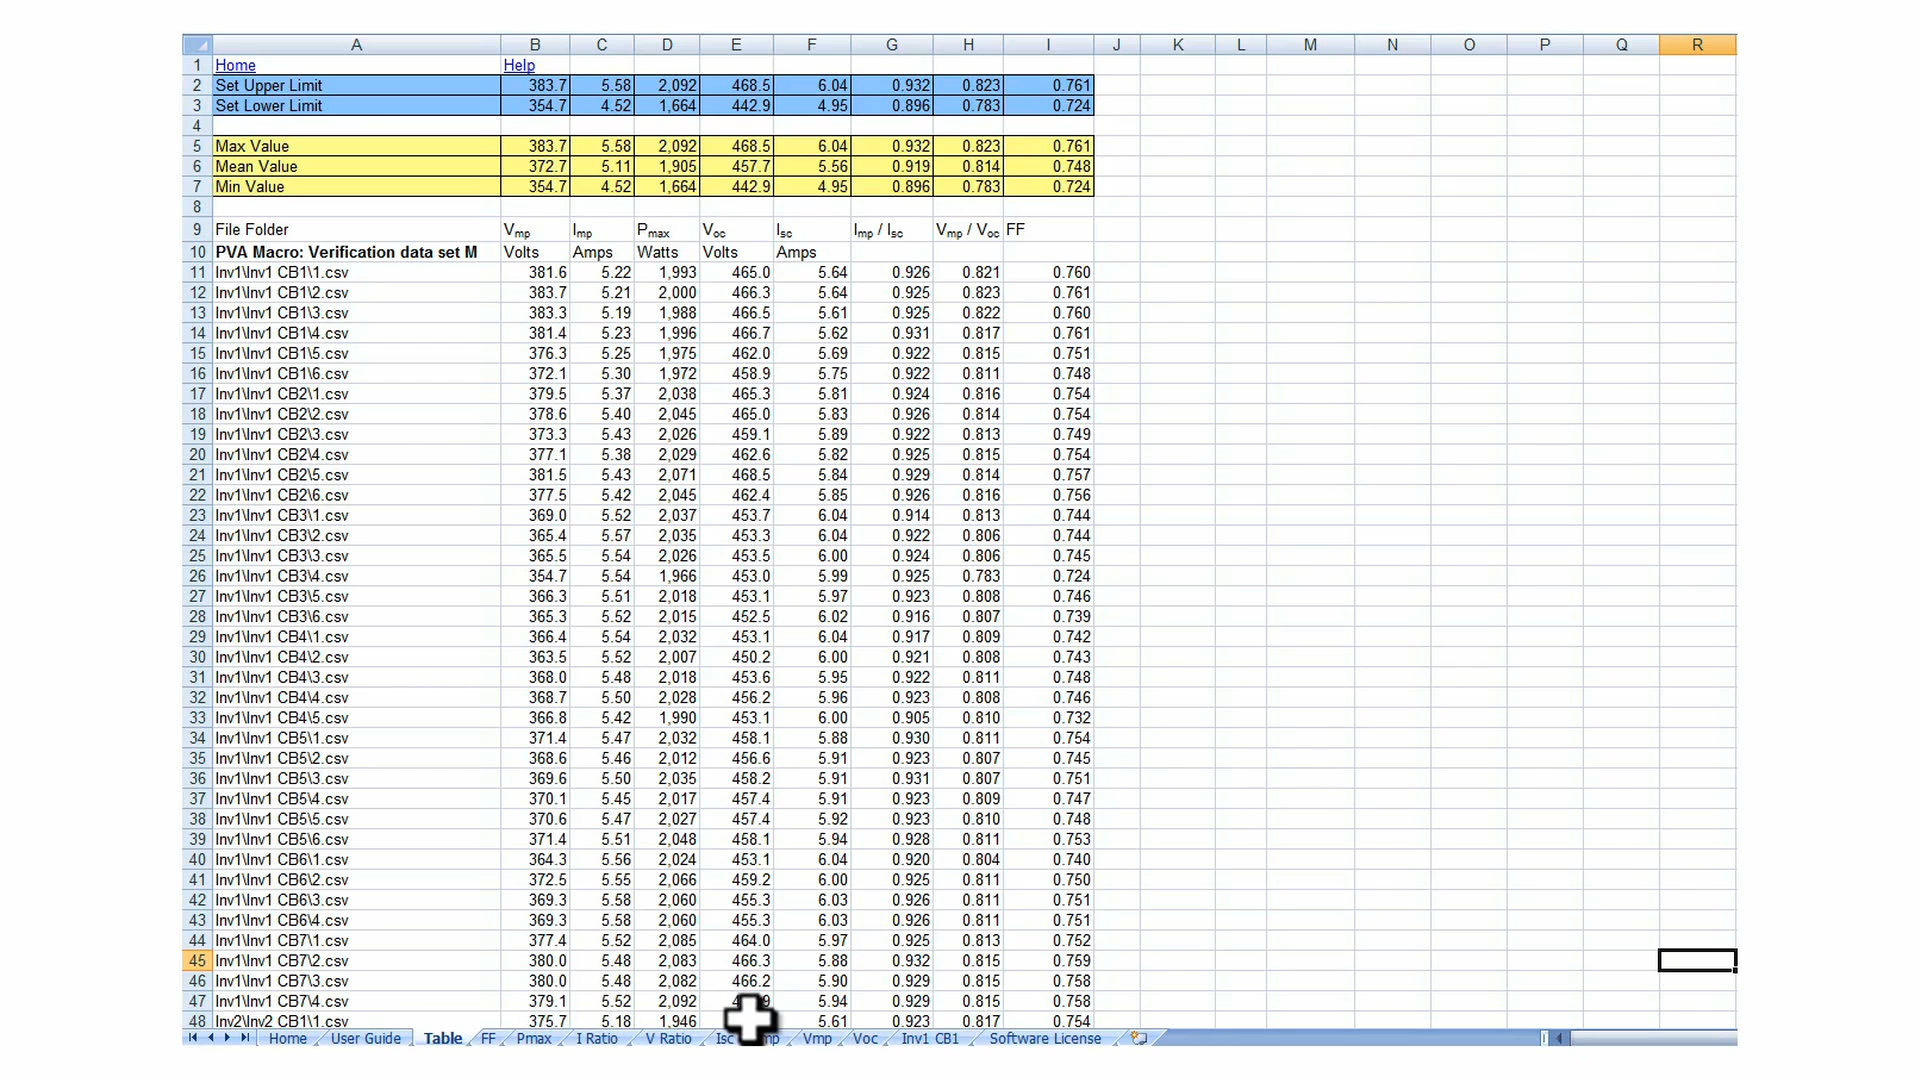 A B C D E F G H I J K L M N O P Q R
1 Home Help
2 Set Upper Limit 383.7 5.58 2,092 468.5 6.04 0.932 0.823 0.761
3 Set Lower Limit 354.7 4.52 1,664 442.9 4.95 0.896 0.783 0.724
4
5 Max Value 383.7 5.58 2,092 468.5 6.04 0.932 0.823 0.761
6 Mean Value 372.7 5.11 1,905 457.7 5.56 0.919 0.814 0.748
7 Min Value 354.7 4.52 1,664 442.9 4.95 0.896 0.783 0.724
8
9 File Folder Vmp Imp Pmax Voc Isc Imp / Isc Vmp / Voc FF
10 PVA Macro: Verification data set M Volts Amps Watts Volts Amps
11 Inv1\Inv1 CB1\1.csv 381.6 5.22 1,993 465.0 5.64 0.926 0.821 0.760
12 Inv1\Inv1 CB1\2.csv 383.7 5.21 2,000 466.3 5.64 0.925 0.823 0.761
13 Inv1\Inv1 CB1\3.csv 383.3 5.19 1,988 466.5 5.61 0.925 0.822 0.760
14 Inv1\Inv1 CB1\4.csv 381.4 5.23 1,996 466.7 5.62 0.931 0.817 0.761
15 Inv1\Inv1 CB1\5.csv 376.3 5.25 1,975 462.0 5.69 0.922 0.815 0.751
16 Inv1\Inv1 CB1\6.csv 372.1 5.30 1,972 458.9 5.75 0.922 0.811 0.748
17 Inv1\Inv1 CB2\1.csv 379.5 5.37 2,038 465.3 5.81 0.924 0.816 0.754
18 Inv1\Inv1 CB2\2.csv 378.6 5.40 2,045 465.0 5.83 0.926 0.814 0.754
19 Inv1\Inv1 CB2\3.csv 373.3 5.43 2,026 459.1 5.89 0.922 0.813 0.749
20 Inv1\Inv1 CB2\4.csv 377.1 5.38 2,029 462.6 5.82 0.925 0.815 0.754
21 Inv1\Inv1 CB2\5.csv 381.5 5.43 2,071 468.5 5.84 0.929 0.814 0.757
22 Inv1\Inv1 CB2\6.csv 377.5 5.42 2,045 462.4 5.85 0.926 0.816 0.756
23 Inv1\Inv1 CB3\1.csv 369.0 5.52 2,037 453.7 6.04 0.914 0.813 0.744
24 Inv1\Inv1 CB3\2.csv 365.4 5.57 2,035 453.3 6.04 0.922 0.806 0.744
25 Inv1\Inv1 CB3\3.csv 365.5 5.54 2,026 453.5 6.00 0.924 0.806 0.745
26 Inv1\Inv1 CB3\4.csv 354.7 5.54 1,966 453.0 5.99 0.925 0.783 0.724
27 Inv1\Inv1 CB3\5.csv 366.3 5.51 2,018 453.1 5.97 0.923 0.808 0.746
28 Inv1\Inv1 CB3\6.csv 365.3 5.52 2,015 452.5 6.02 0.916 0.807 0.739
29 Inv1\Inv1 CB4\1.csv 366.4 5.54 2,032 453.1 6.04 0.917 0.809 0.742
30 Inv1\Inv1 CB4\2.csv 363.5 5.52 2,007 450.2 6.00 0.921 0.808 0.743
31 Inv1\Inv1 CB4\3.csv 368.0 5.48 2,018 453.6 5.95 0.922 0.811 0.748
32 Inv1\Inv1 CB4\4.csv 368.7 5.50 2,028 456.2 5.96 0.923 0.808 0.746
33 Inv1\Inv1 CB4\5.csv 366.8 5.42 1,990 453.1 6.00 0.905 0.810 0.732
34 Inv1\Inv1 CB5\1.csv 371.4 5.47 2,032 458.1 5.88 0.930 0.811 0.754
35 Inv1\Inv1 CB5\2.csv 368.6 5.46 2,012 456.6 5.91 0.923 0.807 0.745
36 Inv1\Inv1 CB5\3.csv 369.6 5.50 2,035 458.2 5.91 0.931 0.807 0.751
37 Inv1\Inv1 CB5\4.csv 370.1 5.45 2,017 457.4 5.91 0.923 0.809 0.747
38 Inv1\Inv1 CB5\5.csv 370.6 5.47 2,027 457.4 5.92 0.923 0.810 0.748
39 Inv1\Inv1 CB5\6.csv 371.4 5.51 2,048 458.1 5.94 0.928 0.811 0.753
40 Inv1\Inv1 CB6\1.csv 364.3 5.56 2,024 453.1 6.04 0.920 0.804 0.740
41 Inv1\Inv1 CB6\2.csv 372.5 5.55 2,066 459.2 6.00 0.925 0.811 0.750
42 Inv1\Inv1 CB6\3.csv 369.3 5.58 2,060 455.3 6.03 0.926 0.811 0.751
43 Inv1\Inv1 CB6\4.csv 369.3 5.58 2,060 455.3 6.03 0.926 0.811 0.751
44 Inv1\Inv1 CB7\1.csv 377.4 5.52 2,085 464.0 5.97 0.925 0.813 0.752
45 Inv1\Inv1 CB7\2.csv 380.0 5.48 2,083 466.3 5.88 0.932 0.815 0.759
46 Inv1\Inv1 CB7\3.csv 380.0 5.48 2,082 466.2 5.90 0.929 0.815 0.758
47 Inv1\Inv1 CB7\4.csv 379.1 5.52 2,092 5.94 0.929 0.815 0.758
48 Inv2\Inv2 CB1\1.csv 375.7 5.18 1,946 5.61 0.923 0.817 0.754
Home User Guide Table FF Pmax I Ratio V Ratio Isc Vmp Voc Inv1 CB1 Software License